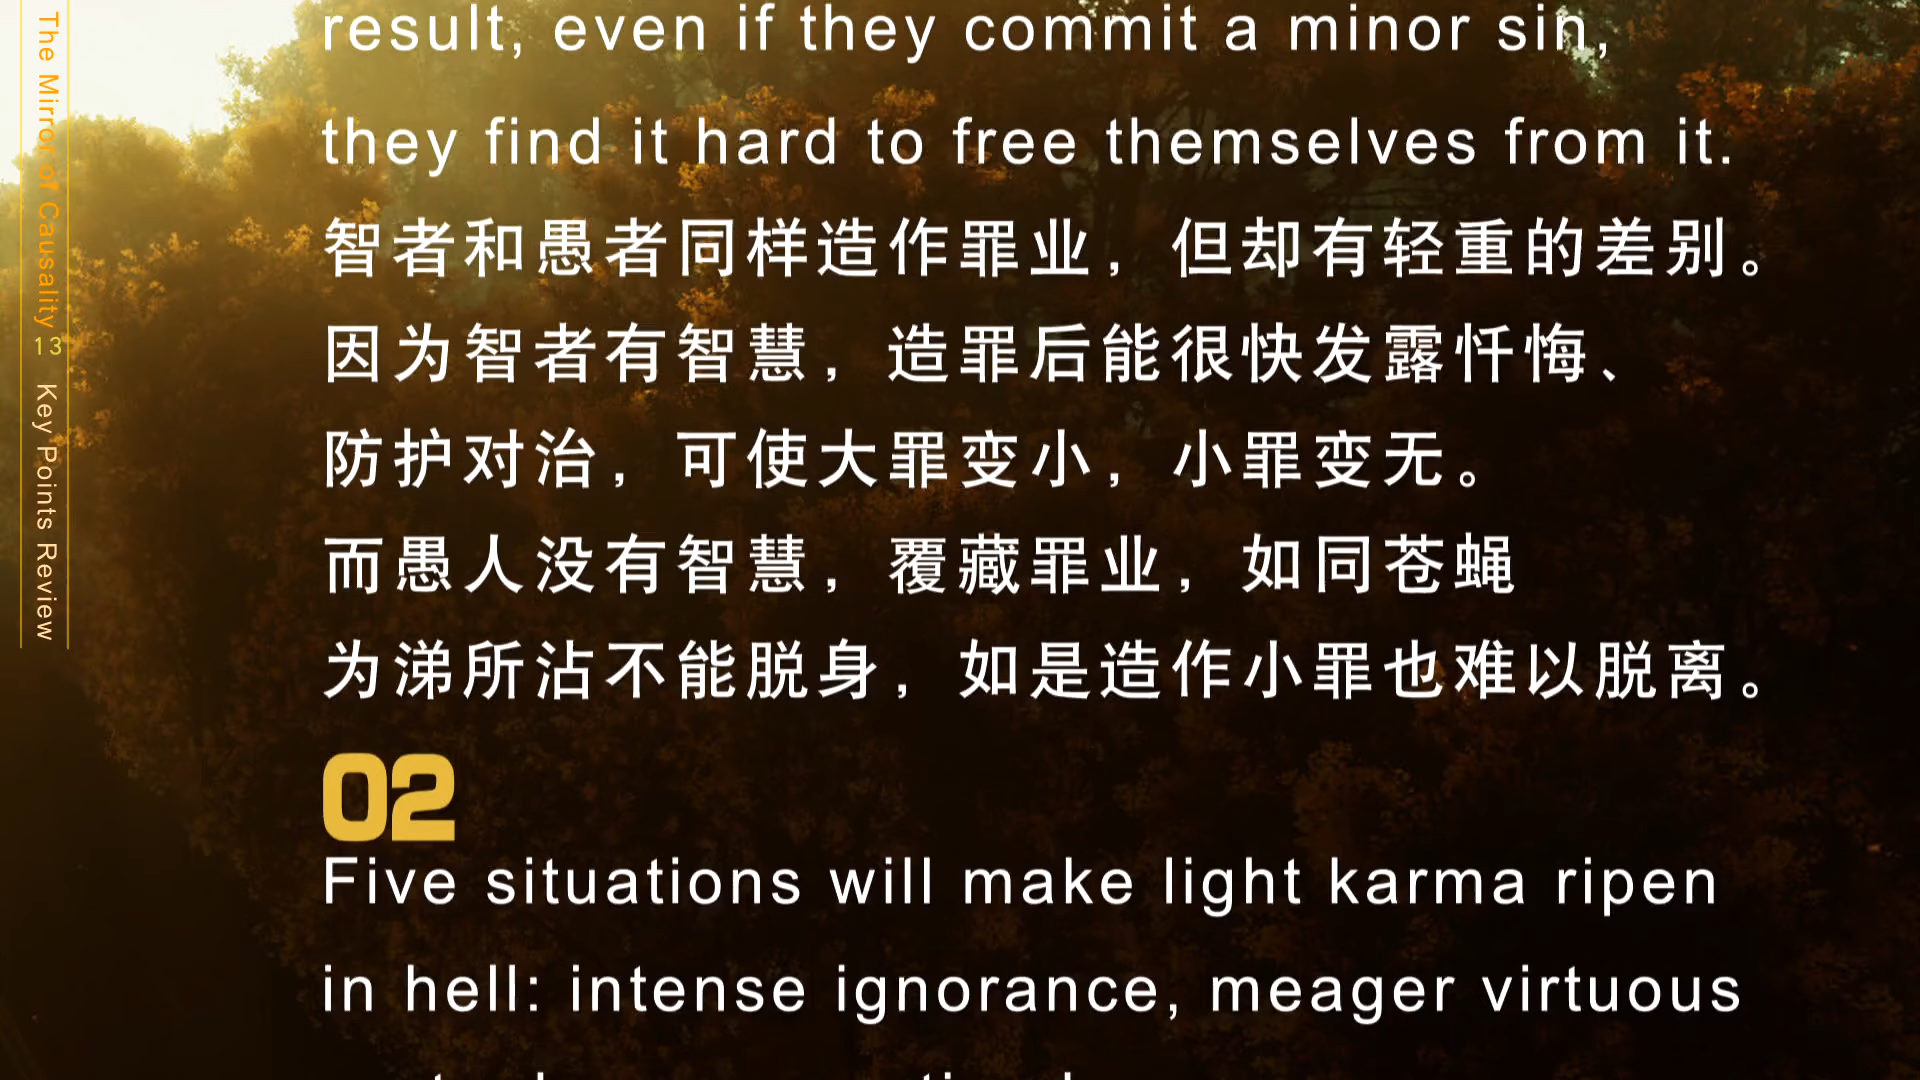 The Mirror of Causality 13 Key Points Review
result, even if they commit a minor sin,
they find it hard to free themselves from it.
智者和愚者同样造作罪业，但却有轻重的差别。
因为智者有智慧，造罪后能很快发露忏悔、
防护对治，可使大罪变小，小罪变无。
而愚人没有智慧，覆藏罪业，如同苍蝇
为涕所沾不能脱身，如是造作小罪也难以脱离。
02
Five situations will make light karma ripen
in hell: intense ignorance, meager virtuous